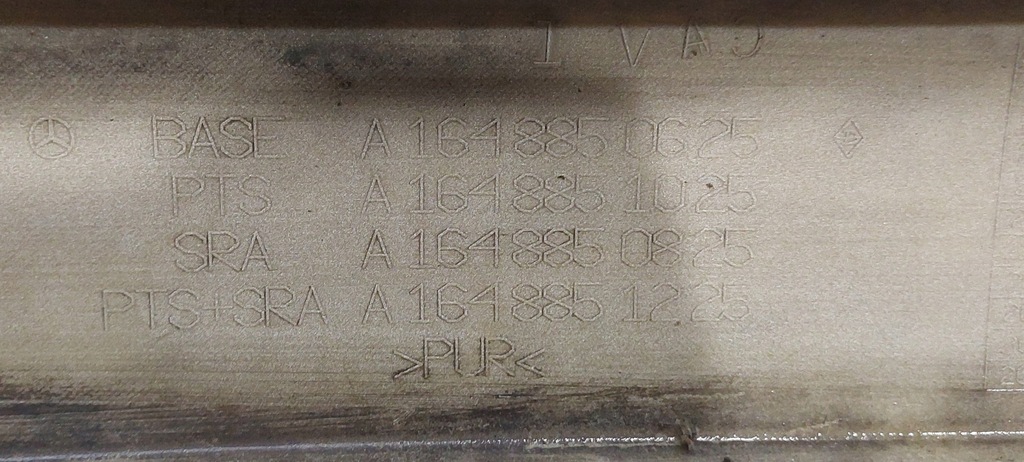 BASE A 164 885 06 25
PTS A 164 885 10 25
SRA A 164 885 08 25
PTS+SRA A 164 885 12 25
>PUR<